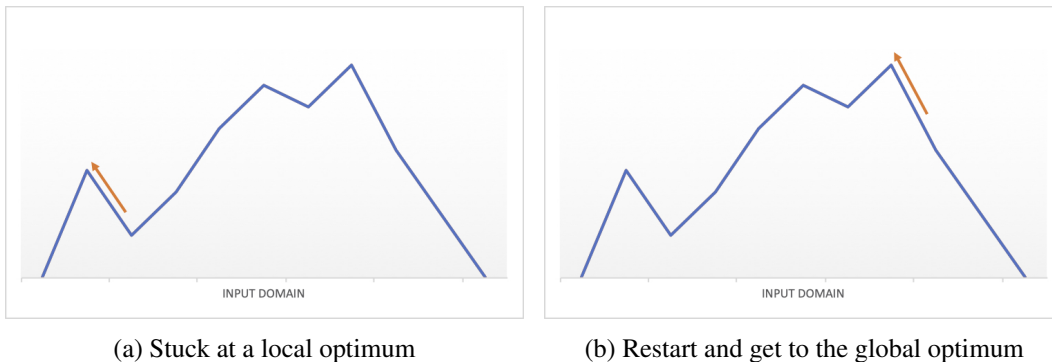 INPUT DOMAIN
INPUT DOMAIN
(a) Stuck at a local optimum
(b) Restart and get to the global optimum